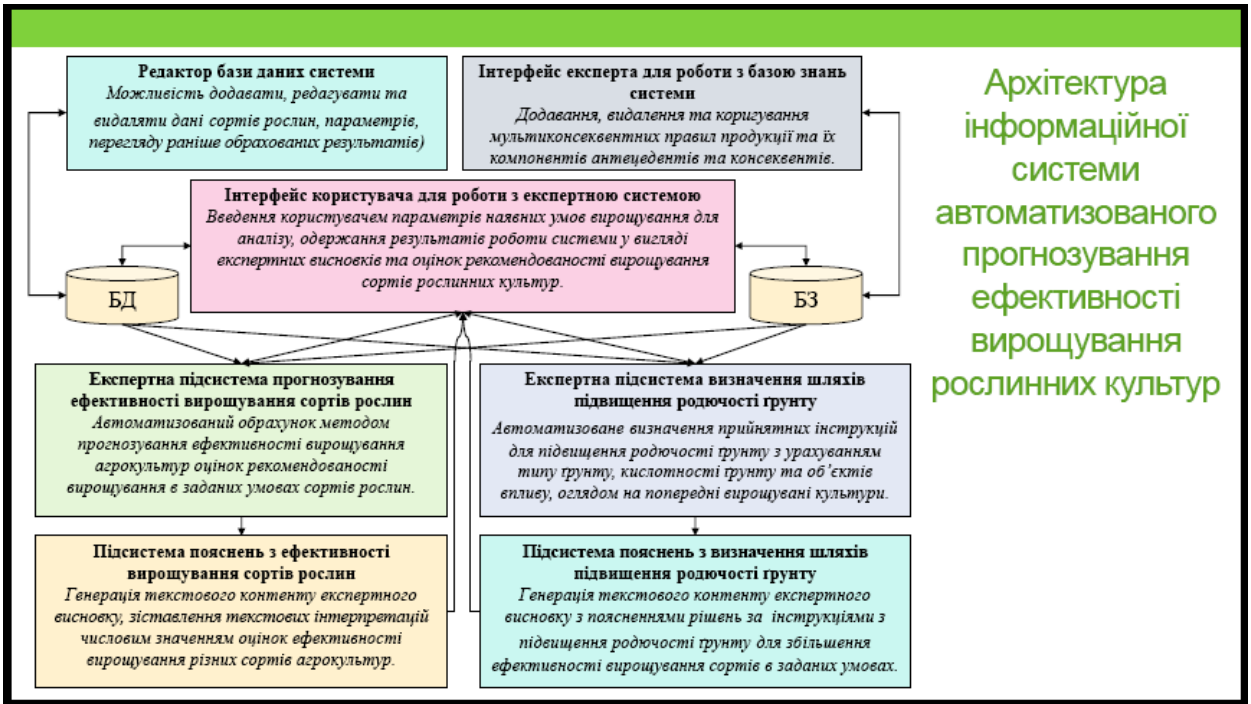 Редактор бази даних системи
Можливість додавати, редагувати та
видаляти дані сортів рослин, параметрів,
перегляду раніше обрахованих результатів)
Інтерфейс експерта для роботи з базою знань
системи
Додавання, видалення та коригування
мультиконсеквентних правил продукції та їх
компонентів антецедентів та консеквентів.
Інтерфейс користувача для роботи з експертною системою
Введення користувачем параметрів наявних умов вирощування для
аналізу, одержання результатів роботи системи у вигляді
експертних висновків та оцінок рекомендованості вирощування
сортів рослинних культур.
БД
БЗ
Експертна підсистема прогнозування
ефективності вирощування сортів рослин
Автоматизований обрахунок методом
прогнозування ефективності вирощування
агрокультур оцінок рекомендованості
вирощування в заданих умовах сортів рослин.
Експертна підсистема визначення шляхів
підвищення родючості ґрунту
Автоматизоване визначення прийнятних інструкцій
для підвищення родючості ґрунту з урахуванням
типу ґрунту, кислотності ґрунту та об’єктів
впливу, оглядом на попередні вирощувані культури.
Підсистема пояснень з ефективності
вирощування сортів рослин
Генерація текстового контенту експертного
висновку, зіставлення текстових інтерпретацій
числовим значенням оцінок ефективності
вирощування різних сортів агрокультур.
Підсистема пояснень з визначення шляхів
підвищення родючості ґрунту
Генерація текстового контенту експертного
висновку з поясненнями рішень за інструкціями з
підвищення родючості ґрунту для збільшення
ефективності вирощування сортів в заданих умовах.
Архітектура
інформаційної
системи
автоматизованого
прогнозування
ефективності
вирощування
рослинних культур